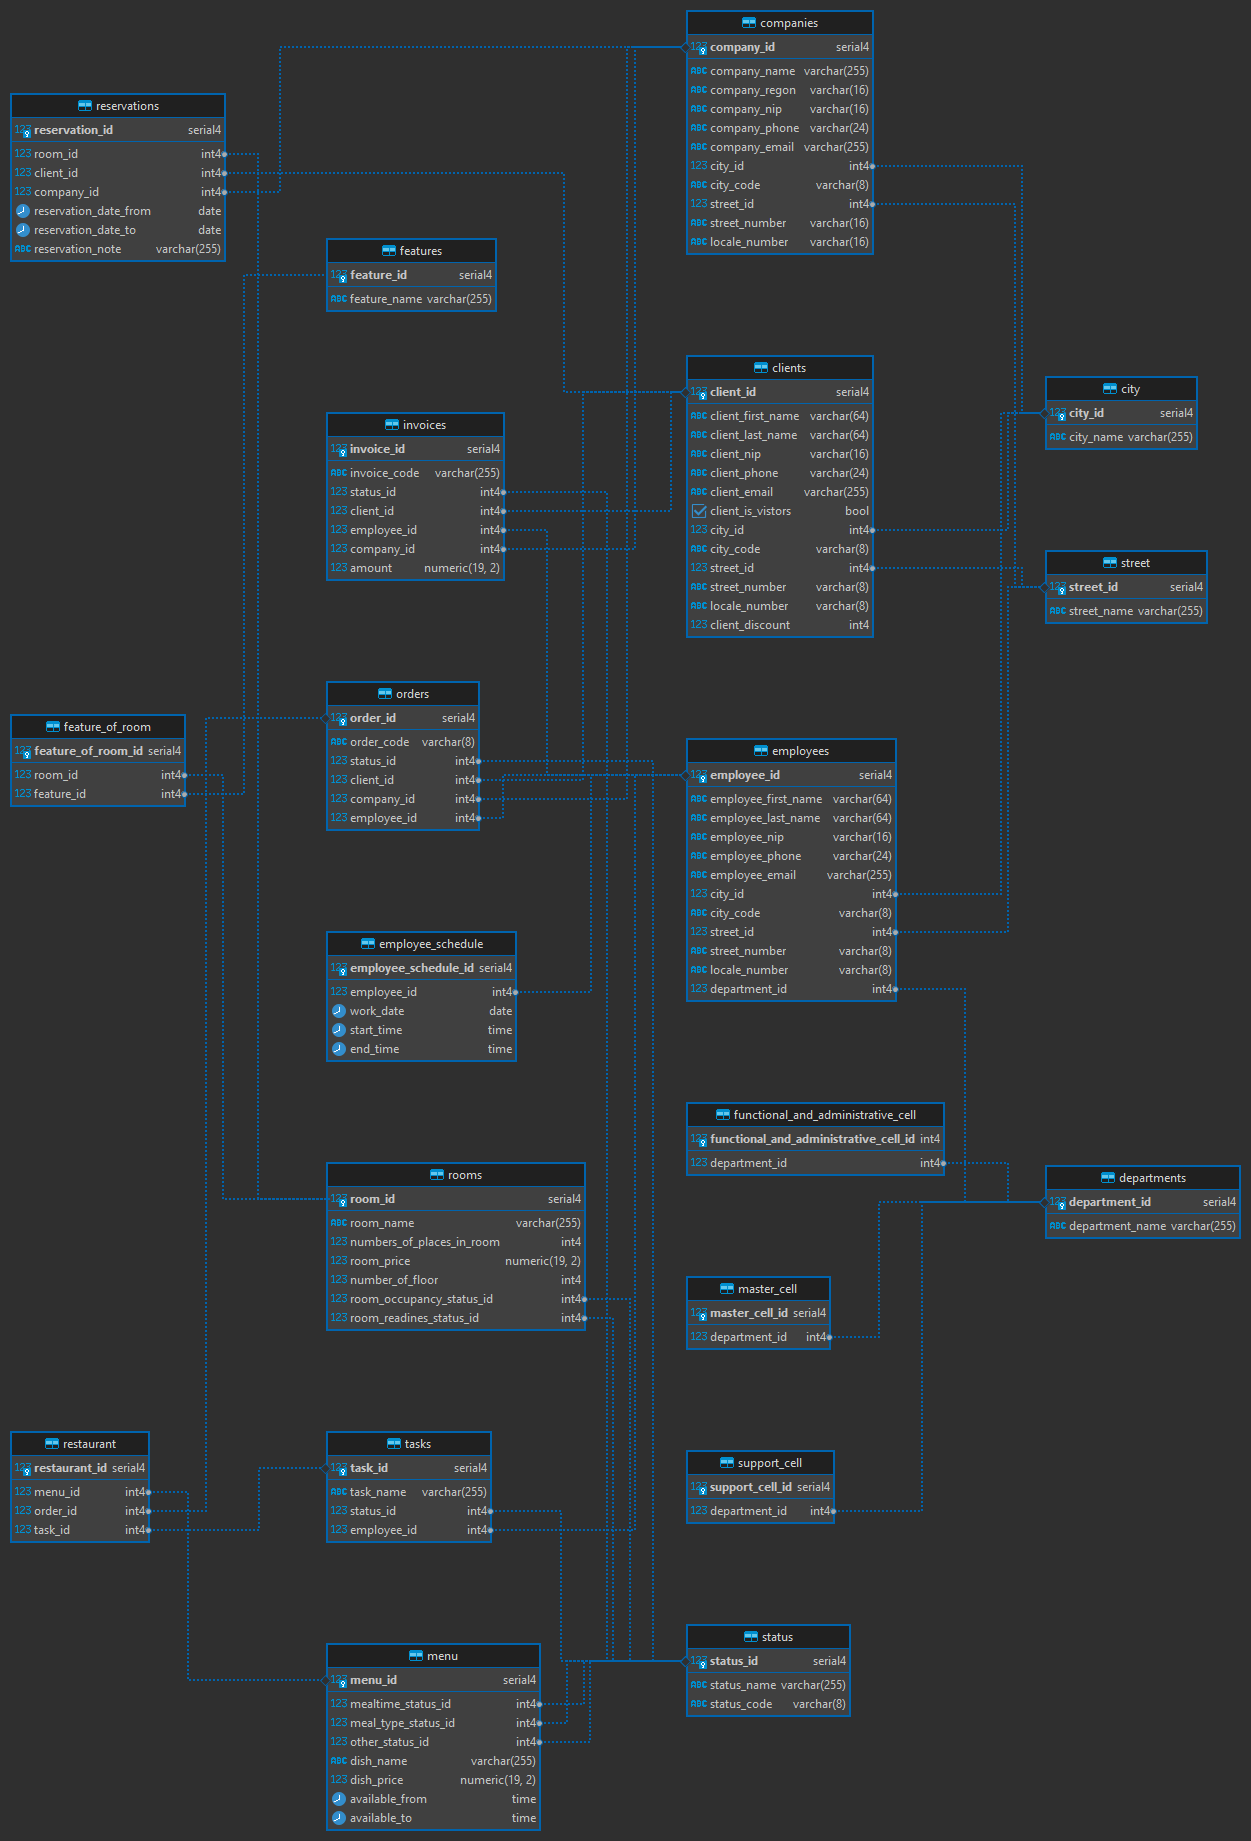 companies
company_id serial4
company_name varchar(255)
company_regon varchar(16)
company_nip varchar(16)
company_phone varchar(24)
company_email varchar(255)
city_id int4
city_code varchar(8)
street_id int4
street_number varchar(16)
locale_number varchar(16)
reservations
reservation_id serial4
room_id int4
client_id int4
company_id int4
reservation_date_from date
reservation_date_to date
reservation_note varchar(255)
features
feature_id serial4
feature_name varchar(255)
clients
client_id serial4
client_first_name varchar(64)
client_last_name varchar(64)
client_nip varchar(16)
client_phone varchar(24)
client_email varchar(255)
client_is_vistors bool
city_id int4
city_code varchar(8)
street_id int4
street_number varchar(8)
locale_number varchar(8)
client_discount int4
city
city_id serial4
city_name varchar(255)
invoices
invoice_id serial4
invoice_code varchar(255)
status_id int4
client_id int4
employee_id int4
company_id int4
amount numeric(19, 2)
street
street_id serial4
street_name varchar(255)
orders
order_id serial4
order_code varchar(8)
status_id int4
client_id int4
company_id int4
employee_id int4
feature_of_room
feature_of_room_id serial4
room_id int4
feature_id int4
employees
employee_id serial4
employee_first_name varchar(64)
employee_last_name varchar(64)
employee_nip varchar(16)
employee_phone varchar(24)
employee_email varchar(255)
city_id int4
city_code varchar(8)
street_id int4
street_number varchar(8)
locale_number varchar(8)
department_id int4
employee_schedule
employee_schedule_id serial4
employee_id int4
work_date date
start_time time
end_time time
functional_and_administrative_cell
functional_and_administrative_cell_id int4
department_id int4
departments
department_id serial4
department_name varchar(255)
rooms
room_id serial4
room_name varchar(255)
numbers_of_places_in_room int4
room_price numeric(19, 2)
number_of_floor int4
room_occupancy_status_id int4
room_readines_status_id int4
master_cell
master_cell_id serial4
department_id int4
restaurant
restaurant_id serial4
menu_id int4
order_id int4
task_id int4
tasks
task_id serial4
task_name varchar(255)
status_id int4
employee_id int4
support_cell
support_cell_id serial4
department_id int4
status
status_id serial4
status_name varchar(255)
status_code varchar(8)
menu
menu_id serial4
mealtime_status_id int4
meal_type_status_id int4
other_status_id int4
dish_name varchar(255)
dish_price numeric(19, 2)
available_from time
available_to time